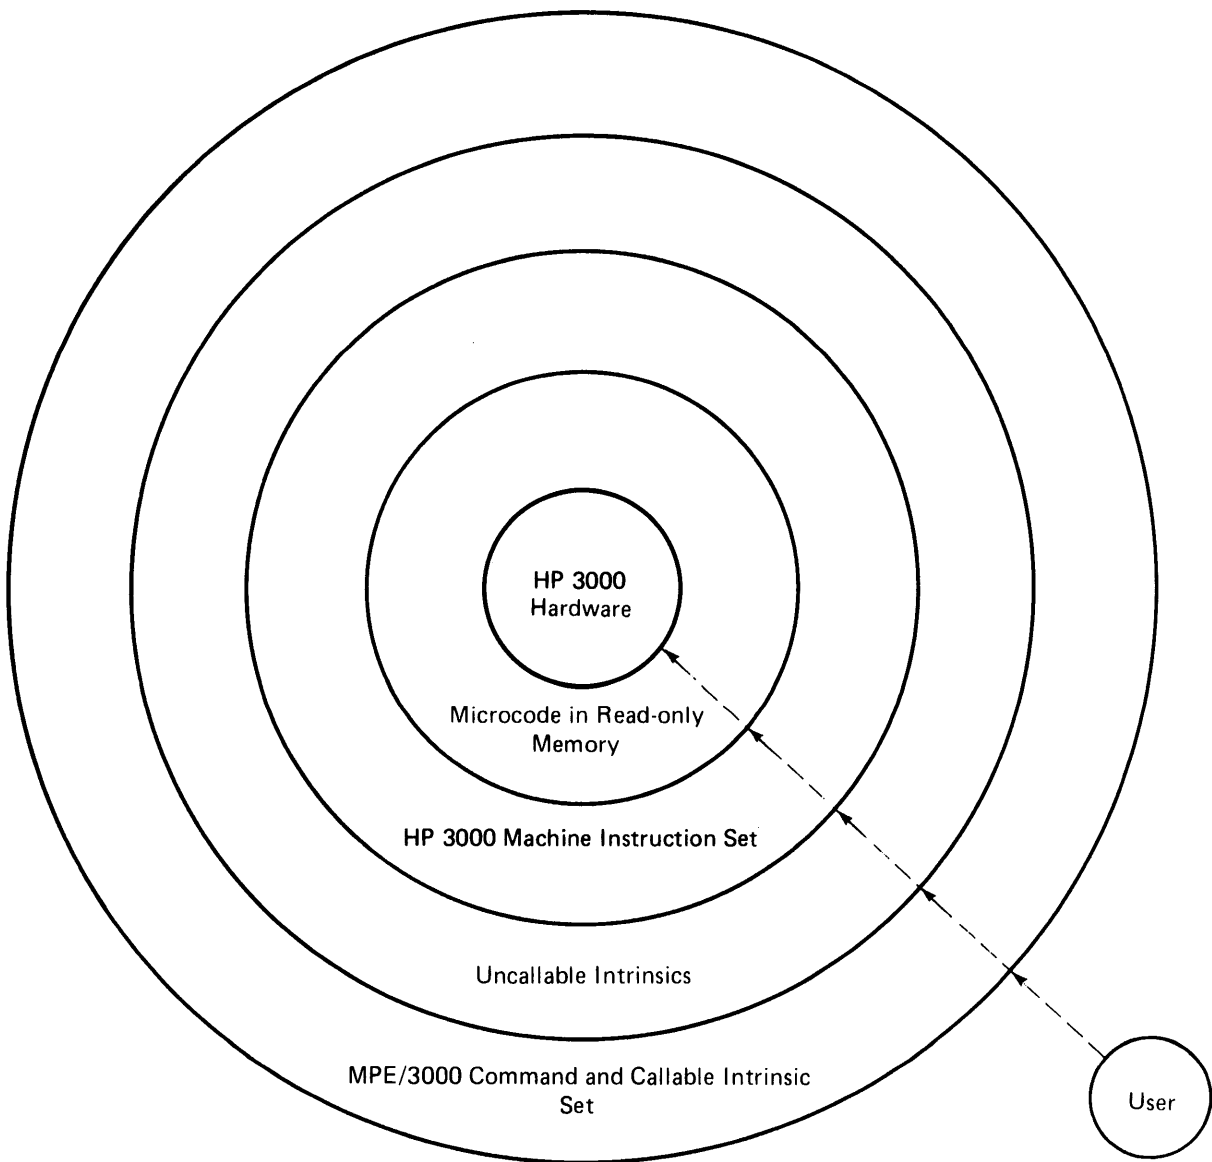 HP 3000
Hardware
Microcode in Read-only
Memory
HP 3000 Machine Instruction Set
Uncallable Intrinsics
MPE/3000 Command and Callable Intrinsic
Set
User